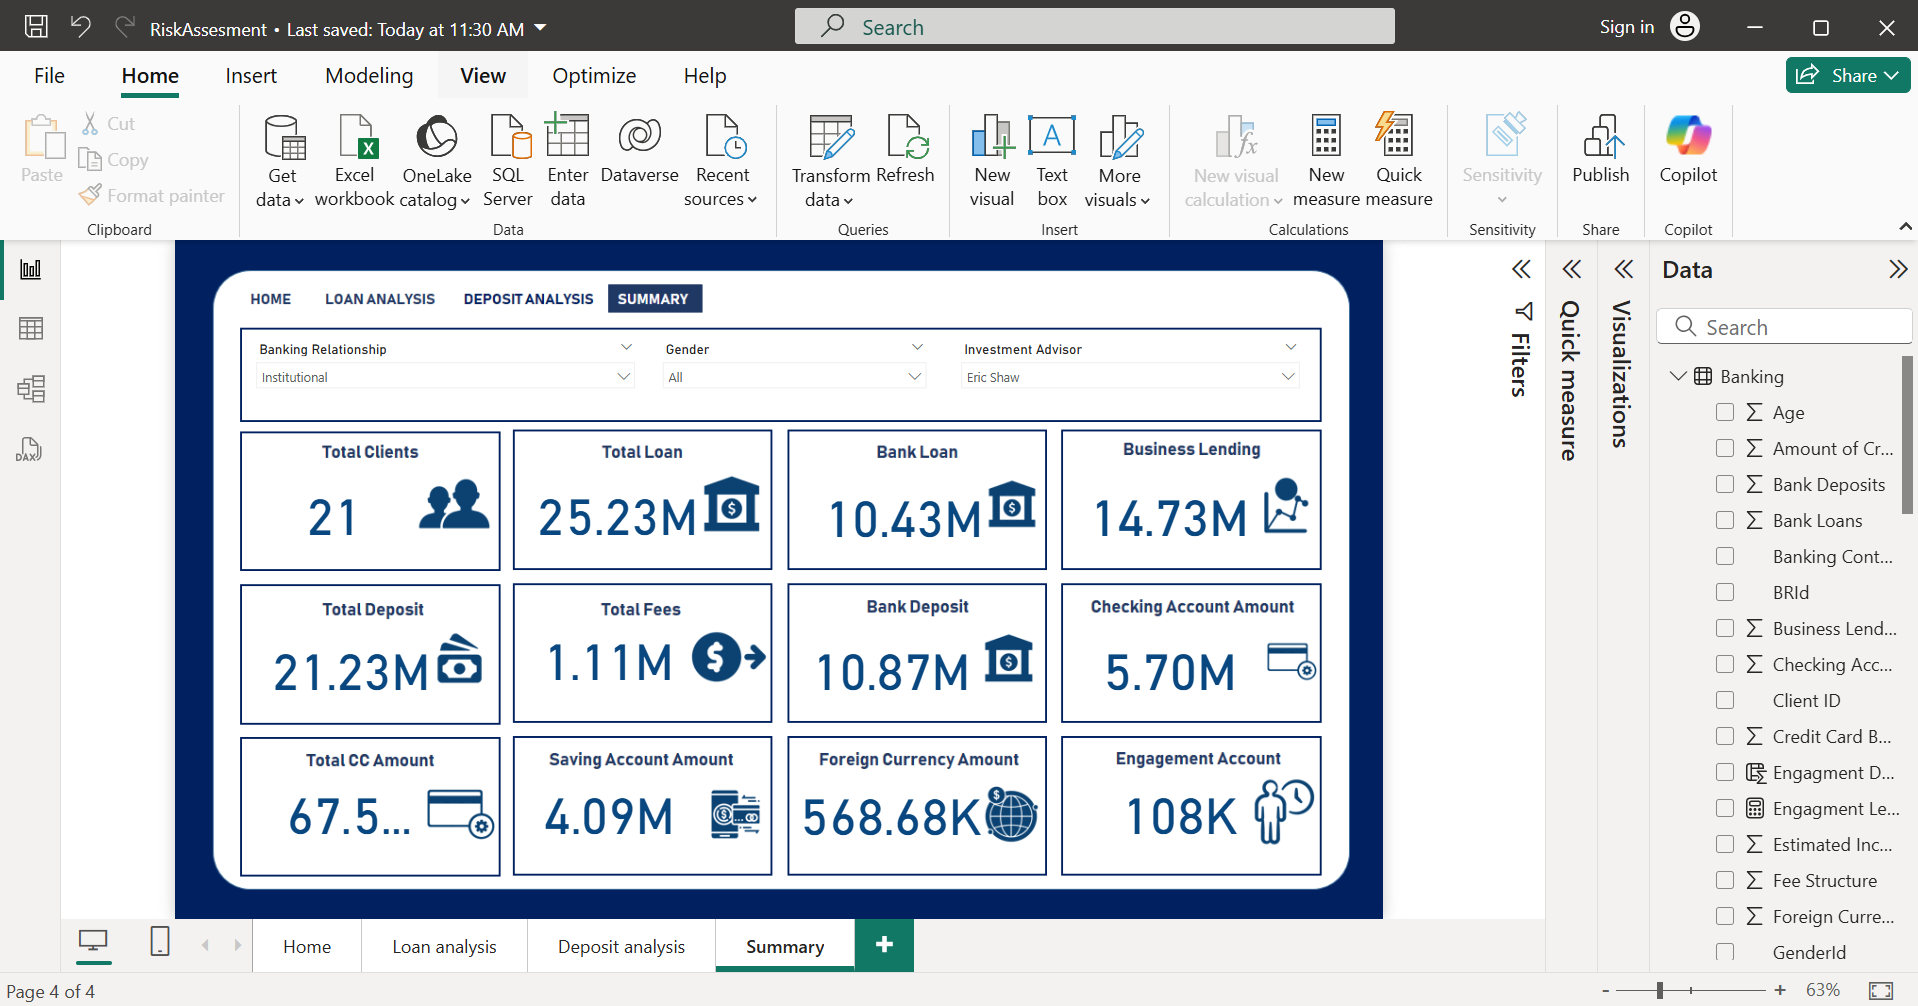 RiskAssesment • Last saved: Today at 11:30 AM
Search
Sign in
File Home Insert Modeling View Optimize Help
Share
Paste
Cut
Copy
Format painter
Clipboard
Get data
Excel workbook
OneLake catalog
SQL Server
Enter data
Dataverse
Recent sources
Data
Transform data
Refresh
Queries
New visual
Text box
More visuals
Insert
New visual calculation
New measure
Quick measure
Calculations
Sensitivity
Sensitivity
Publish
Share
Copilot
Copilot
HOME LOAN ANALYSIS DEPOSIT ANALYSIS SUMMARY
Banking Relationship
Institutional
Gender
All
Investment Advisor
Eric Shaw
Total Clients
21
Total Loan
25.23M
Bank Loan
10.43M
Business Lending
14.73M
Total Deposit
21.23M
Total Fees
1.11M
Bank Deposit
10.87M
Checking Account Amount
5.70M
Total CC Amount
67.5...
Saving Account Amount
4.09M
Foreign Currency Amount
568.68K
Engagement Account
108K
Filters
Quick measure
Visualizations
Data
Search
Banking
Age
Amount of Cr...
Bank Deposits
Bank Loans
Banking Cont...
BRId
Business Lend...
Checking Acc...
Client ID
Credit Card B...
Engagment D...
Engagment Le...
Estimated Inc...
Fee Structure
Foreign Curre...
GenderId
DAX
Home Loan analysis Deposit analysis Summary +
Page 4 of 4
- + 63%